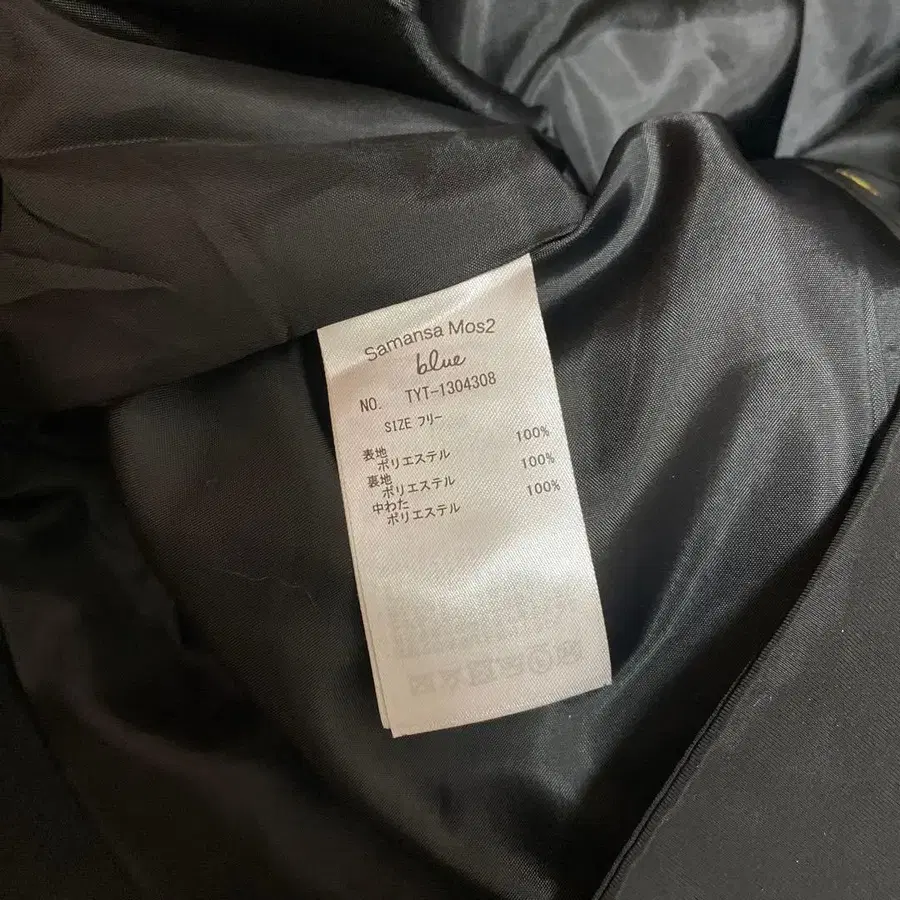 Samansa Mos2
blue
NO. TYT-1304308
SIZE フリー
表地
ポリエステル 100%
裏地
ポリエステル 100%
中わた
ポリエステル 100%